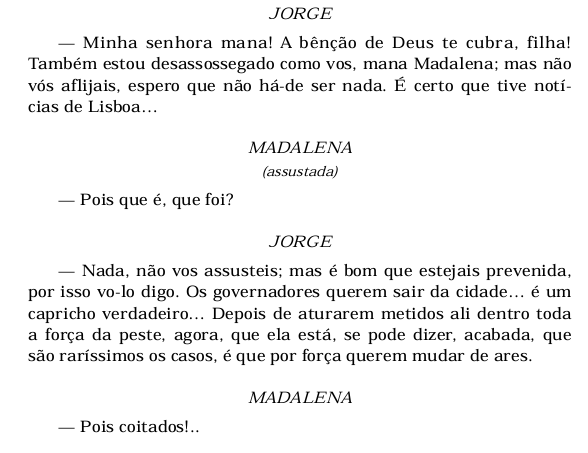 JORGE
— Minha senhora mana! A bênção de Deus te cubra, filha!
Também estou desassossegado como vos, mana Madalena; mas não
vós aflijais, espero que não há-de ser nada. É certo que tive notí-
cias de Lisboa…
MADALENA
(assustada)
— Pois que é, que foi?
JORGE
— Nada, não vos assusteis; mas é bom que estejais prevenida,
por isso vo-lo digo. Os governadores querem sair da cidade… é um
capricho verdadeiro… Depois de aturarem metidos ali dentro toda
a força da peste, agora, que ela está, se pode dizer, acabada, que
são raríssimos os casos, é que por força querem mudar de ares.
MADALENA
— Pois coitados!..